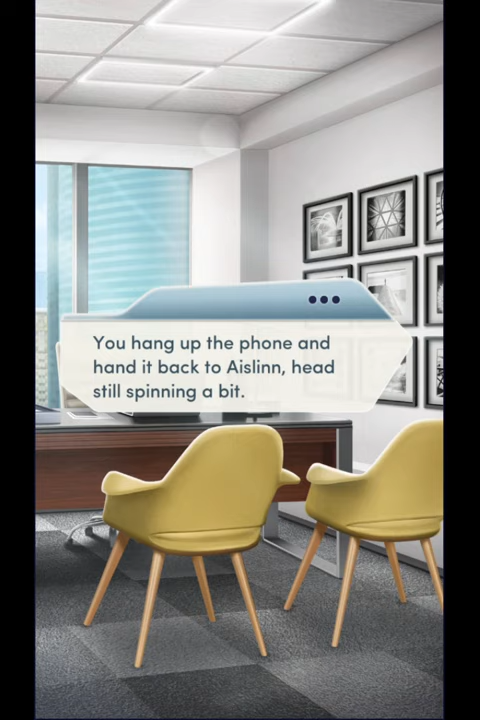 You hang up the phone and
hand it back to Aislinn, head
still spinning a bit.